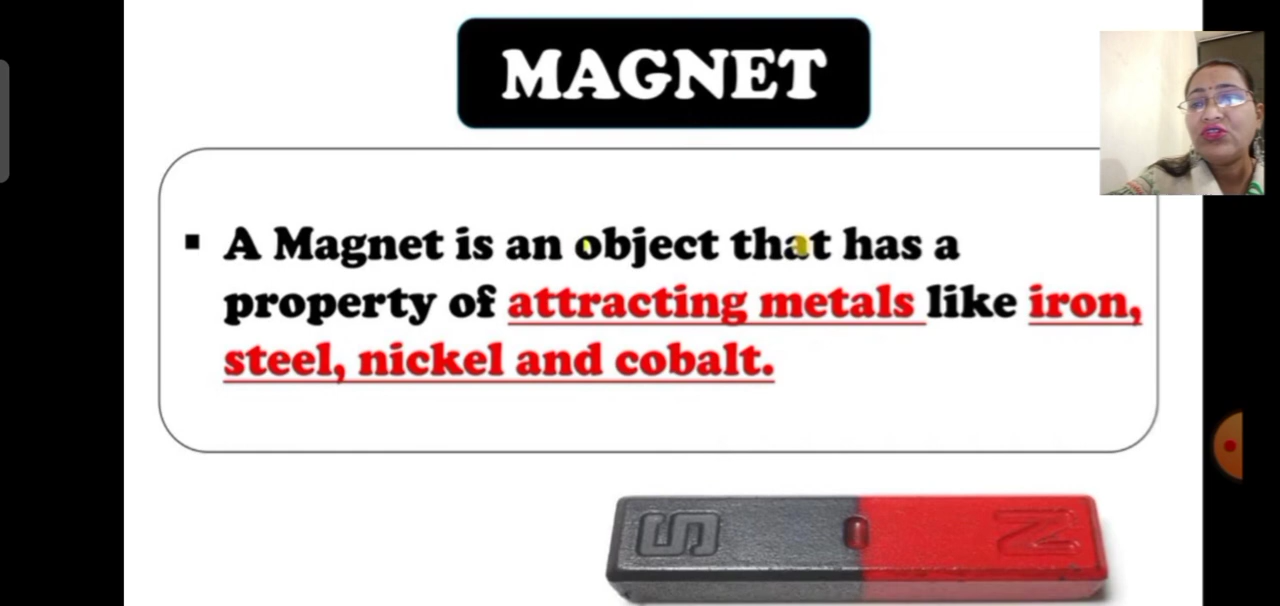 MAGNET
▪ A Magnet is an object that has a
property of attracting metals like iron,
steel, nickel and cobalt.
S N